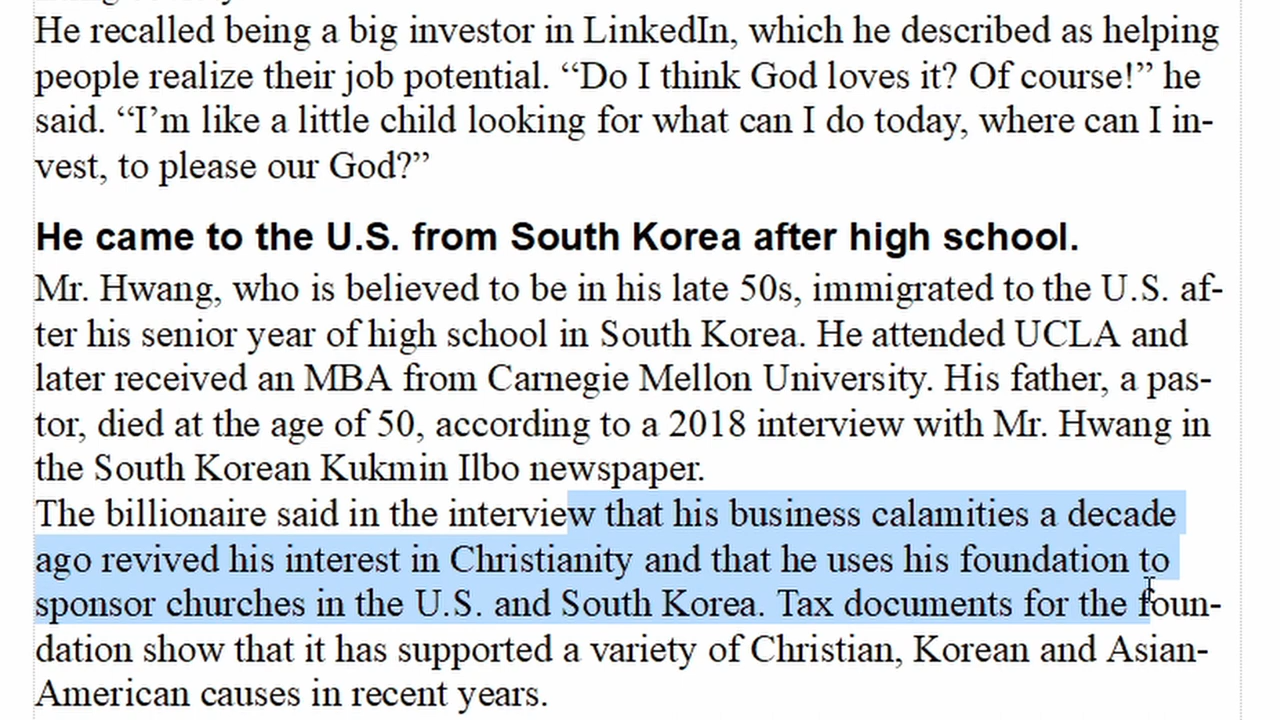 He recalled being a big investor in LinkedIn, which he described as helping
people realize their job potential. “Do I think God loves it? Of course!” he
said. “I’m like a little child looking for what can I do today, where can I in-
vest, to please our God?”
He came to the U.S. from South Korea after high school.
Mr. Hwang, who is believed to be in his late 50s, immigrated to the U.S. af-
ter his senior year of high school in South Korea. He attended UCLA and
later received an MBA from Carnegie Mellon University. His father, a pas-
tor, died at the age of 50, according to a 2018 interview with Mr. Hwang in
the South Korean Kukmin Ilbo newspaper.
The billionaire said in the interview that his business calamities a decade
ago revived his interest in Christianity and that he uses his foundation to
sponsor churches in the U.S. and South Korea. Tax documents for the foun-
dation show that it has supported a variety of Christian, Korean and Asian-
American causes in recent years.